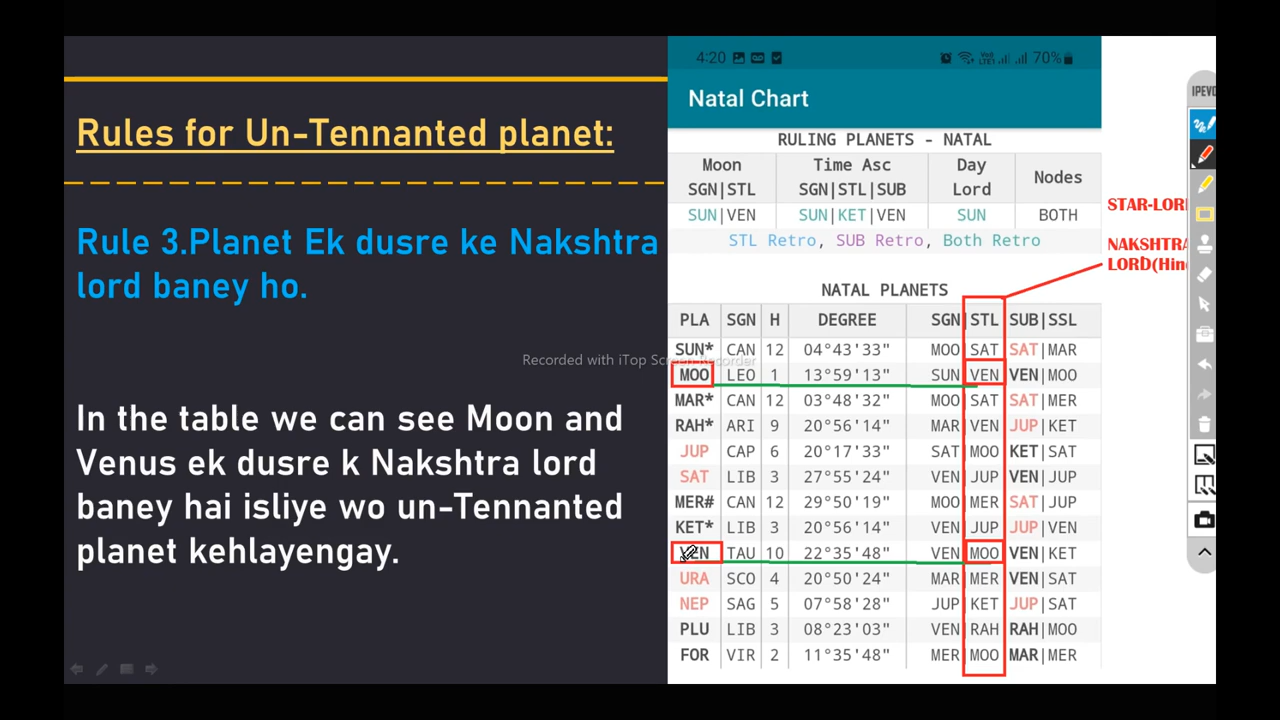 Rules for Un-Tennanted planet:
Rule 3.Planet Ek dusre ke Nakshtra
lord baney ho.
In the table we can see Moon and
Venus ek dusre k Nakshtra lord
baney hai isliye wo un-Tennanted
planet kehlayengay.
Recorded with iTop Screen Recorder
4:20 70%
Natal Chart
RULING PLANETS - NATAL
Moon Time Asc Day Nodes
SGN|STL SGN|STL|SUB Lord
SUN|VEN SUN|KET|VEN SUN BOTH
STL Retro, SUB Retro, Both Retro
NATAL PLANETS
PLA SGN H DEGREE SGN|STL SUB|SSL
SUN* CAN 12 04°43'33" MOO SAT SAT|MAR
MOO LEO 1 13°59'13" SUN VEN VEN|MOO
MAR* CAN 12 03°48'32" MOO SAT SAT|MER
RAH* ARI 9 20°56'14" MAR VEN JUP|KET
JUP CAP 6 20°17'33" SAT MOO KET|SAT
SAT LIB 3 27°55'24" VEN JUP VEN|JUP
MER# CAN 12 29°50'19" MOO MER SAT|JUP
KET* LIB 3 20°56'14" VEN JUP JUP|VEN
VEN TAU 10 22°35'48" VEN MOO VEN|KET
URA SCO 4 20°50'24" MAR MER VEN|SAT
NEP SAG 5 07°58'28" JUP KET JUP|SAT
PLU LIB 3 08°23'03" VEN RAH RAH|MOO
FOR VIR 2 11°35'48" MER MOO MAR|MER
STAR-LOR
NAKSHTRA
LORD(Hin
IPEVO